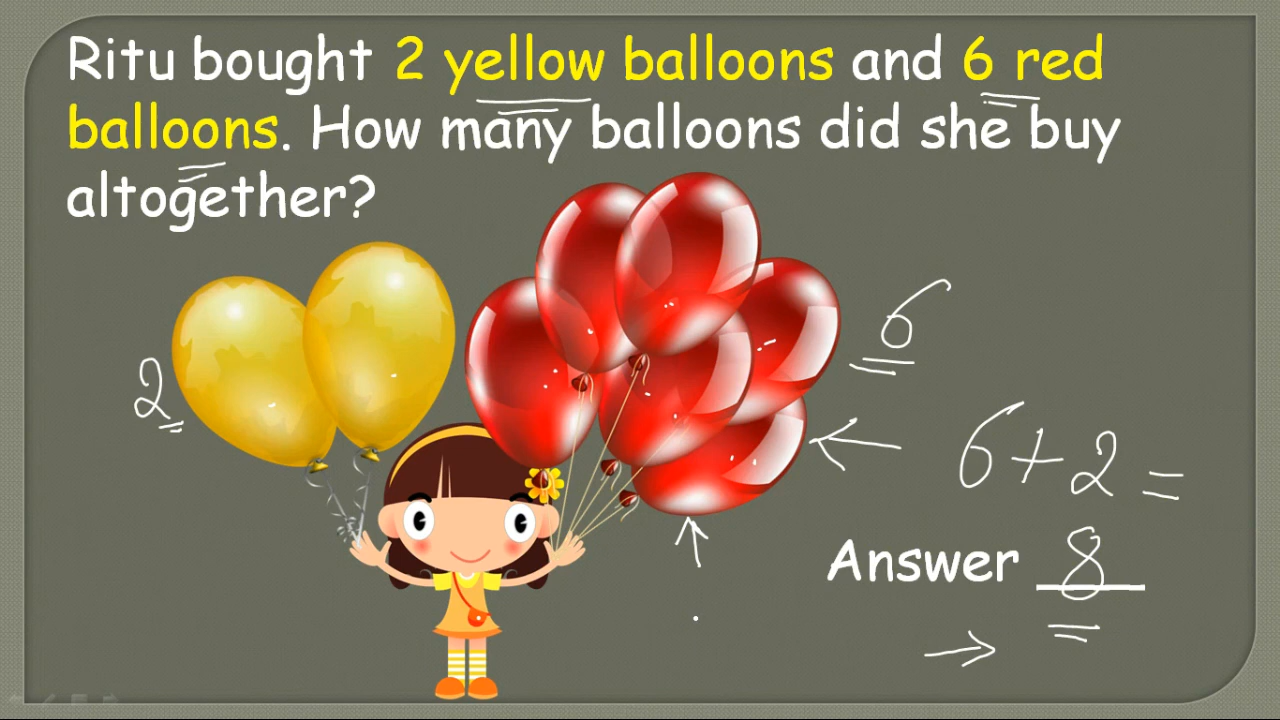 Ritu bought 2 yellow balloons and 6 red
balloons. How many balloons did she buy
altogether?
2
6
6+2=
Answer 8